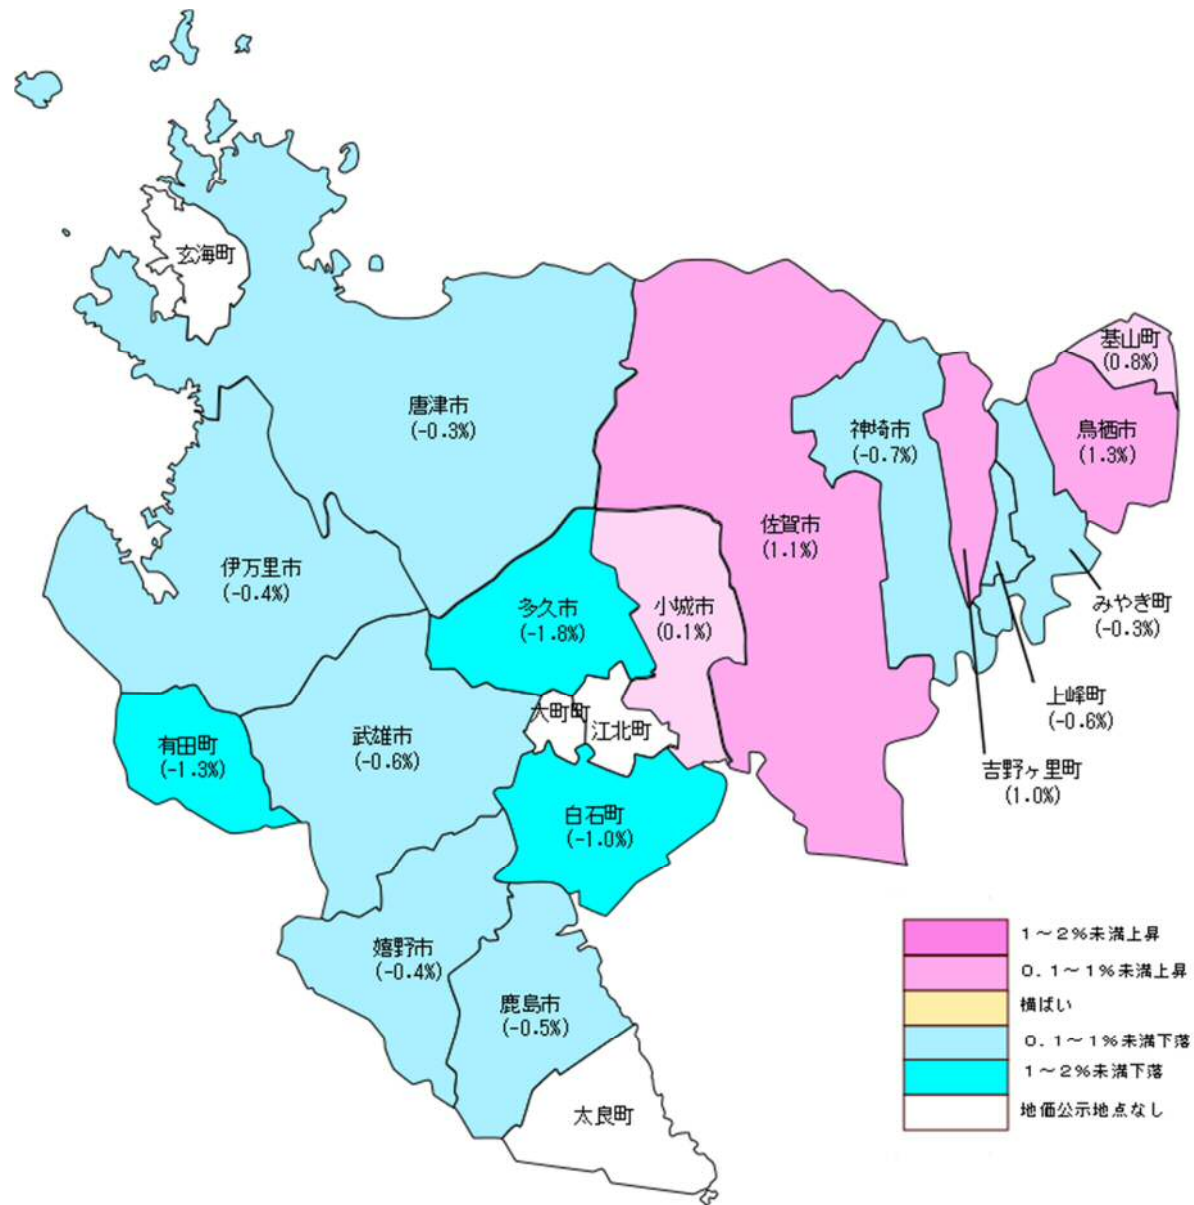 玄海町
基山町
(0.8%)
唐津市
(-0.3%)
神埼市
(-0.7%)
鳥栖市
(1.3%)
佐賀市
(1.1%)
伊万里市
(-0.4%)
多久市
(-1.8%)
小城市
(0.1%)
みやき町
(-0.3%)
上峰町
(-0.6%)
大町町
江北町
有田町
(-1.3%)
武雄市
(-0.6%)
吉野ヶ里町
(1.0%)
白石町
(-1.0%)
嬉野市
(-0.4%)
鹿島市
(-0.5%)
太良町
1~2%未満上昇
0.1~1%未満上昇
横ばい
0.1~1%未満下落
1~2%未満下落
地価公示地点なし